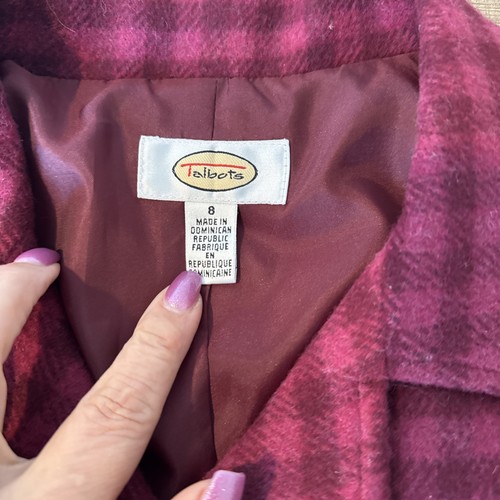 Talbots
8
MADE IN
DOMINICAN
REPUBLIC
FABRIQUE
EN
REPUBLIQUE
DOMINICAINE